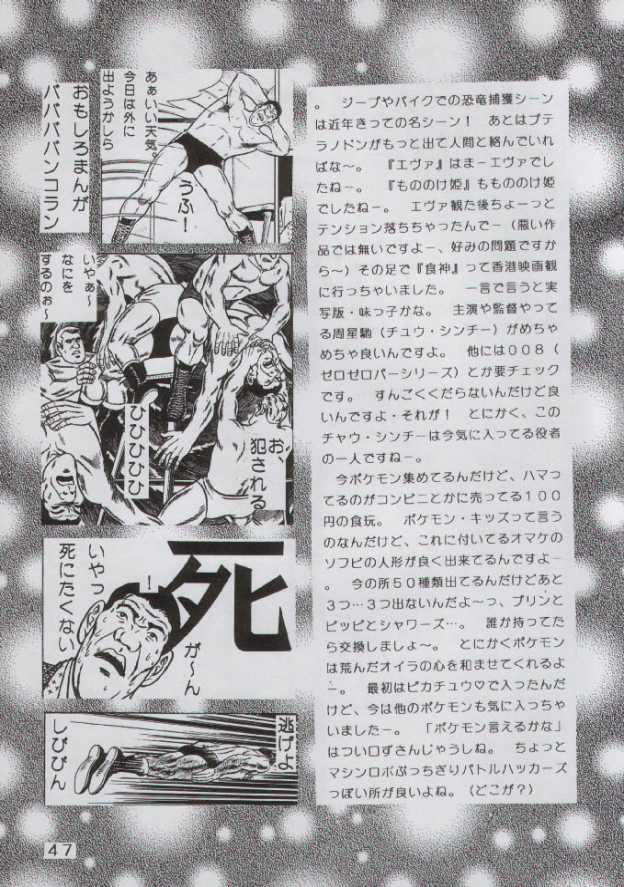 。　ジープやバイクでの恐竜捕獲シーン
は近年きっての名シーン！　あとはプテ
ラノドンがもっと出て人間と絡んでいれ
ばな〜。　『エヴァ』はまーエヴァでし
たねー。　『もののけ姫』ももののけ姫
でしたねー。　エヴァ観た後ちょーっと
テンション落ちちゃったんでー（悪い作
品では無いですよー、好みの問題ですか
ら〜）その足で『食神』って香港映画観
に行っちゃいました。　一言で言うと実
写版・味っ子かな。　主演や監督やって
る周星馳（チュウ・シンチー）がめちゃ
めちゃ良いんですよ。　他には００８（
ゼロゼロパーシリーズ）とか要チェック
です。　すんごくくだらないんだけど良
いんですよ・それが！　とにかく、この
チャウ・シンチーは今気に入ってる役者
の一人ですねー。
　今ポケモン集めてるんだけど、ハマっ
てるのがコンビニとかに売ってる１００
円の食玩。　ポケモン・キッズって言う
のなんだけど、これに付いてるオマケの
ソフビの人形が良く出来てるんですよー
。　今の所５０種類出てるんだけどあと
３つ…３つ出ないんだよ〜っ、プリンと
ピッピとシャワーズ…。　誰か持ってた
ら交換しましょ〜。　とにかくポケモン
は荒んだオイラの心を和ませてくれるよ
ー。　最初はピカチュウ♡で入ったんだ
けど、今は他のポケモンも気に入っちゃ
いましたー。　「ポケモン言えるかな」
はつい口ずさんじゃうしね。　ちょっと
マシンロボぶっちぎりバトルハッカーズ
っぽい所が良いよね。（どこが？）
あぁいい天気。
今日は外に
出ようかしら
うふ！
おもしろまんが
バババババンコラン
いやぁ〜
なにを
するのぉ〜
お、
犯される
ひひひひひ
死
が〜ん
！
いやっ
死にたくない
逃げよ
しびびん
47